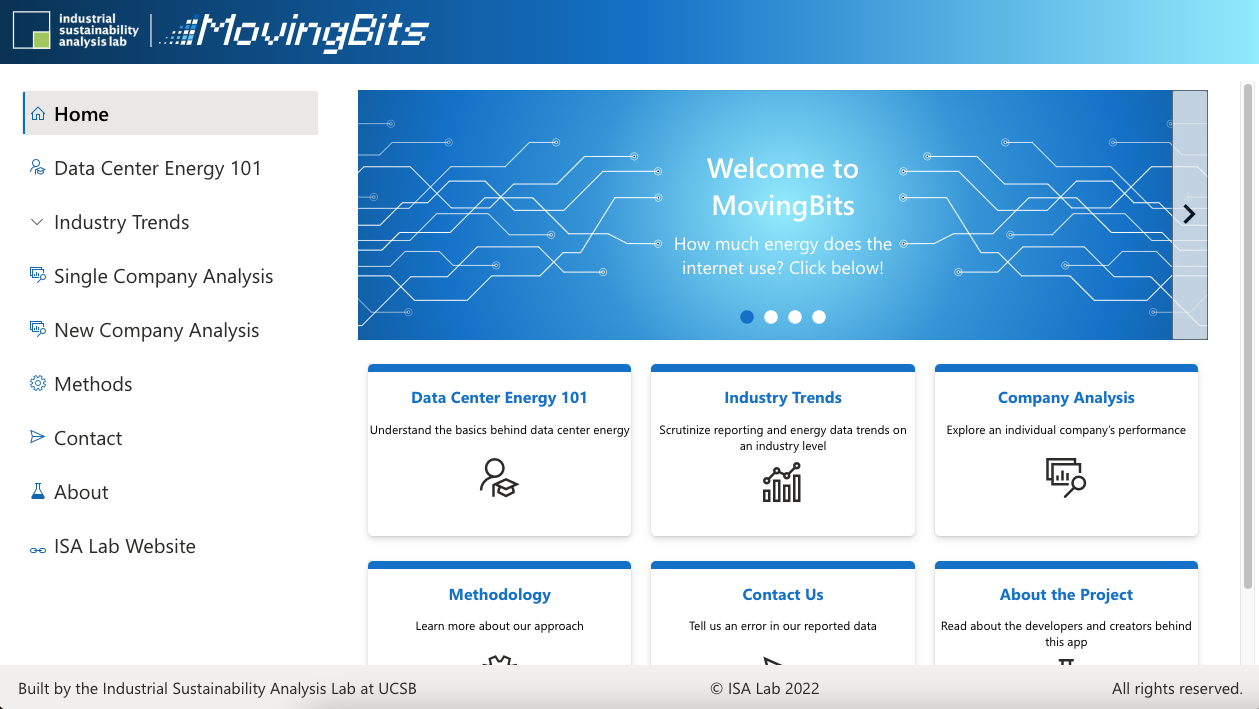 industrial
sustainability
analysis lab
MovingBits
Home
Data Center Energy 101
Industry Trends
Single Company Analysis
New Company Analysis
Methods
Contact
About
ISA Lab Website
Welcome to
MovingBits
How much energy does the
internet use? Click below!
Data Center Energy 101
Understand the basics behind data center energy
Industry Trends
Scrutinize reporting and energy data trends on
an industry level
Company Analysis
Explore an individual company's performance
Methodology
Learn more about our approach
Contact Us
Tell us an error in our reported data
About the Project
Read about the developers and creators behind
this app
Built by the Industrial Sustainability Analysis Lab at UCSB
© ISA Lab 2022
All rights reserved.